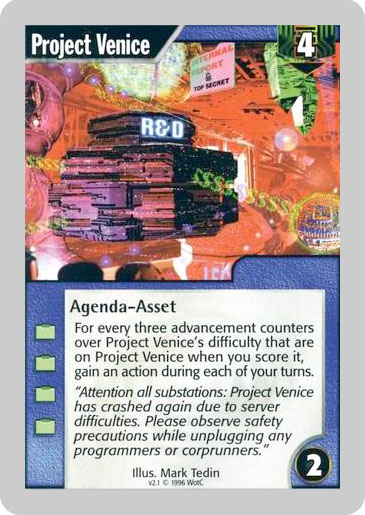 Project Venice
4
TERNAL
REPORT
TOP SECRET
R&D
Agenda-Asset
For every three advancement counters
over Project Venice's difficulty that are
on Project Venice when you score it,
gain an action during each of your turns.
"Attention all substations: Project Venice
has crashed again due to server
difficulties. Please observe safety
precautions while unplugging any
programmers or corprunners."
Illus. Mark Tedin
v2.1 © 1996 WotC
2